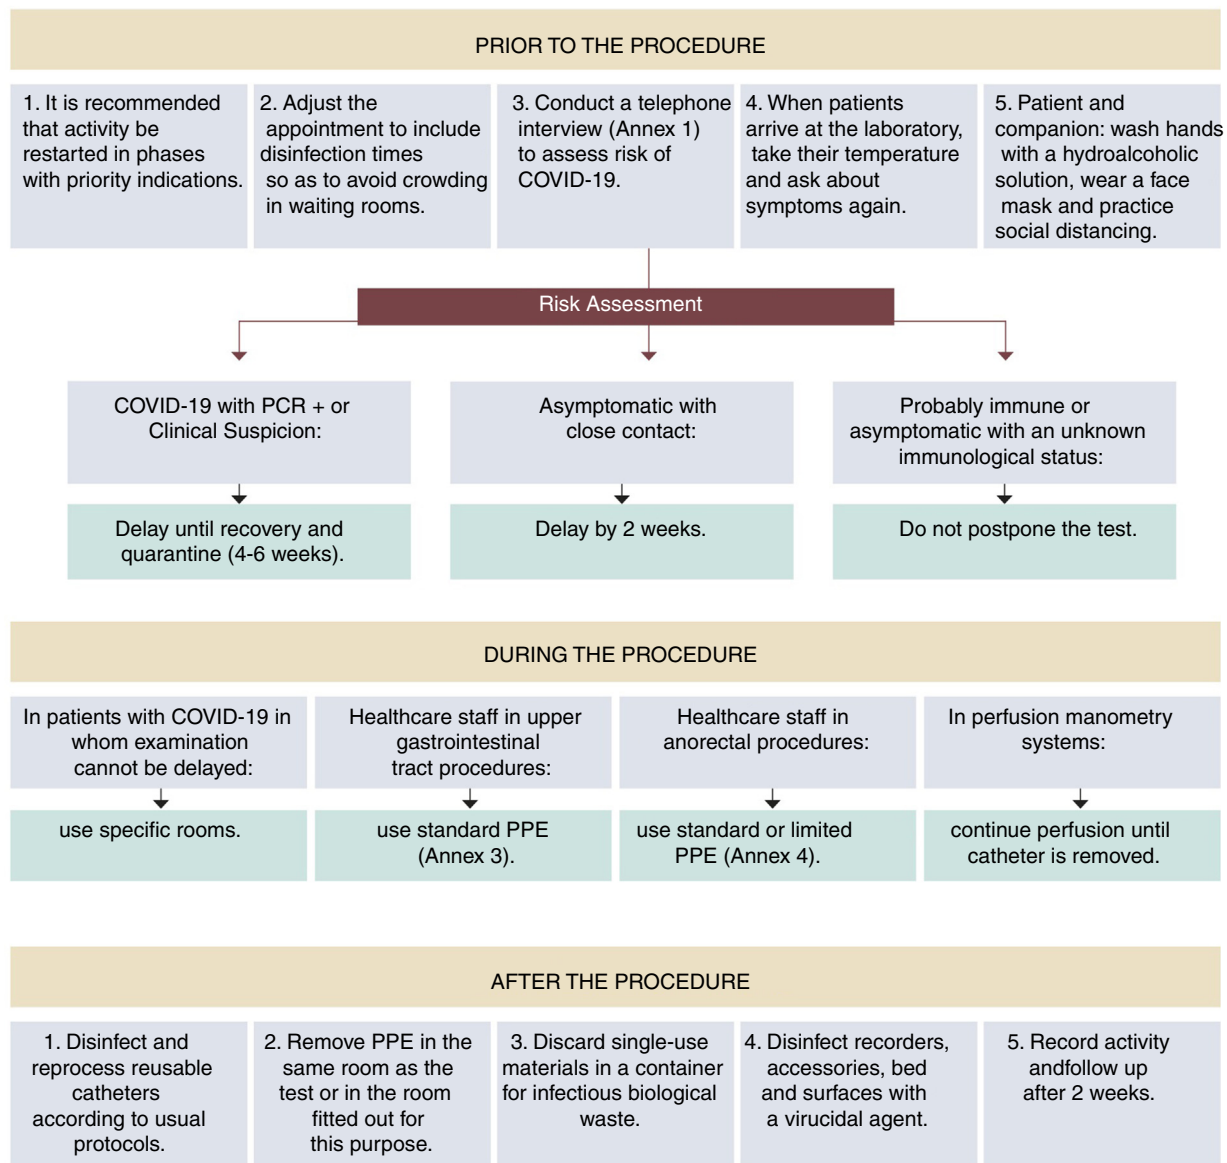 PRIOR TO THE PROCEDURE
1. It is recommended
that activity be
restarted in phases
with priority indications.
2. Adjust the
appointment to include
disinfection times
so as to avoid crowding
in waiting rooms.
3. Conduct a telephone
interview (Annex 1)
to assess risk of
COVID-19.
4. When patients
arrive at the laboratory,
take their temperature
and ask about
symptoms again.
5. Patient and
companion: wash hands
with a hydroalcoholic
solution, wear a face
mask and practice
social distancing.
Risk Assessment
COVID-19 with PCR + or
Clinical Suspicion:
Asymptomatic with
close contact:
Probably immune or
asymptomatic with an unknown
immunological status:
Delay until recovery and
quarantine (4-6 weeks).
Delay by 2 weeks.
Do not postpone the test.
DURING THE PROCEDURE
In patients with COVID-19 in
whom examination
cannot be delayed:
Healthcare staff in upper
gastrointestinal
tract procedures:
Healthcare staff in
anorectal procedures:
In perfusion manometry
systems:
use specific rooms.
use standard PPE
(Annex 3).
use standard or limited
PPE (Annex 4).
continue perfusion until
catheter is removed.
AFTER THE PROCEDURE
1. Disinfect and
reprocess reusable
catheters
according to usual
protocols.
2. Remove PPE in the
same room as the
test or in the room
fitted out for
this purpose.
3. Discard single-use
materials in a container
for infectious biological
waste.
4. Disinfect recorders,
accessories, bed
and surfaces with
a virucidal agent.
5. Record activity
andfollow up
after 2 weeks.